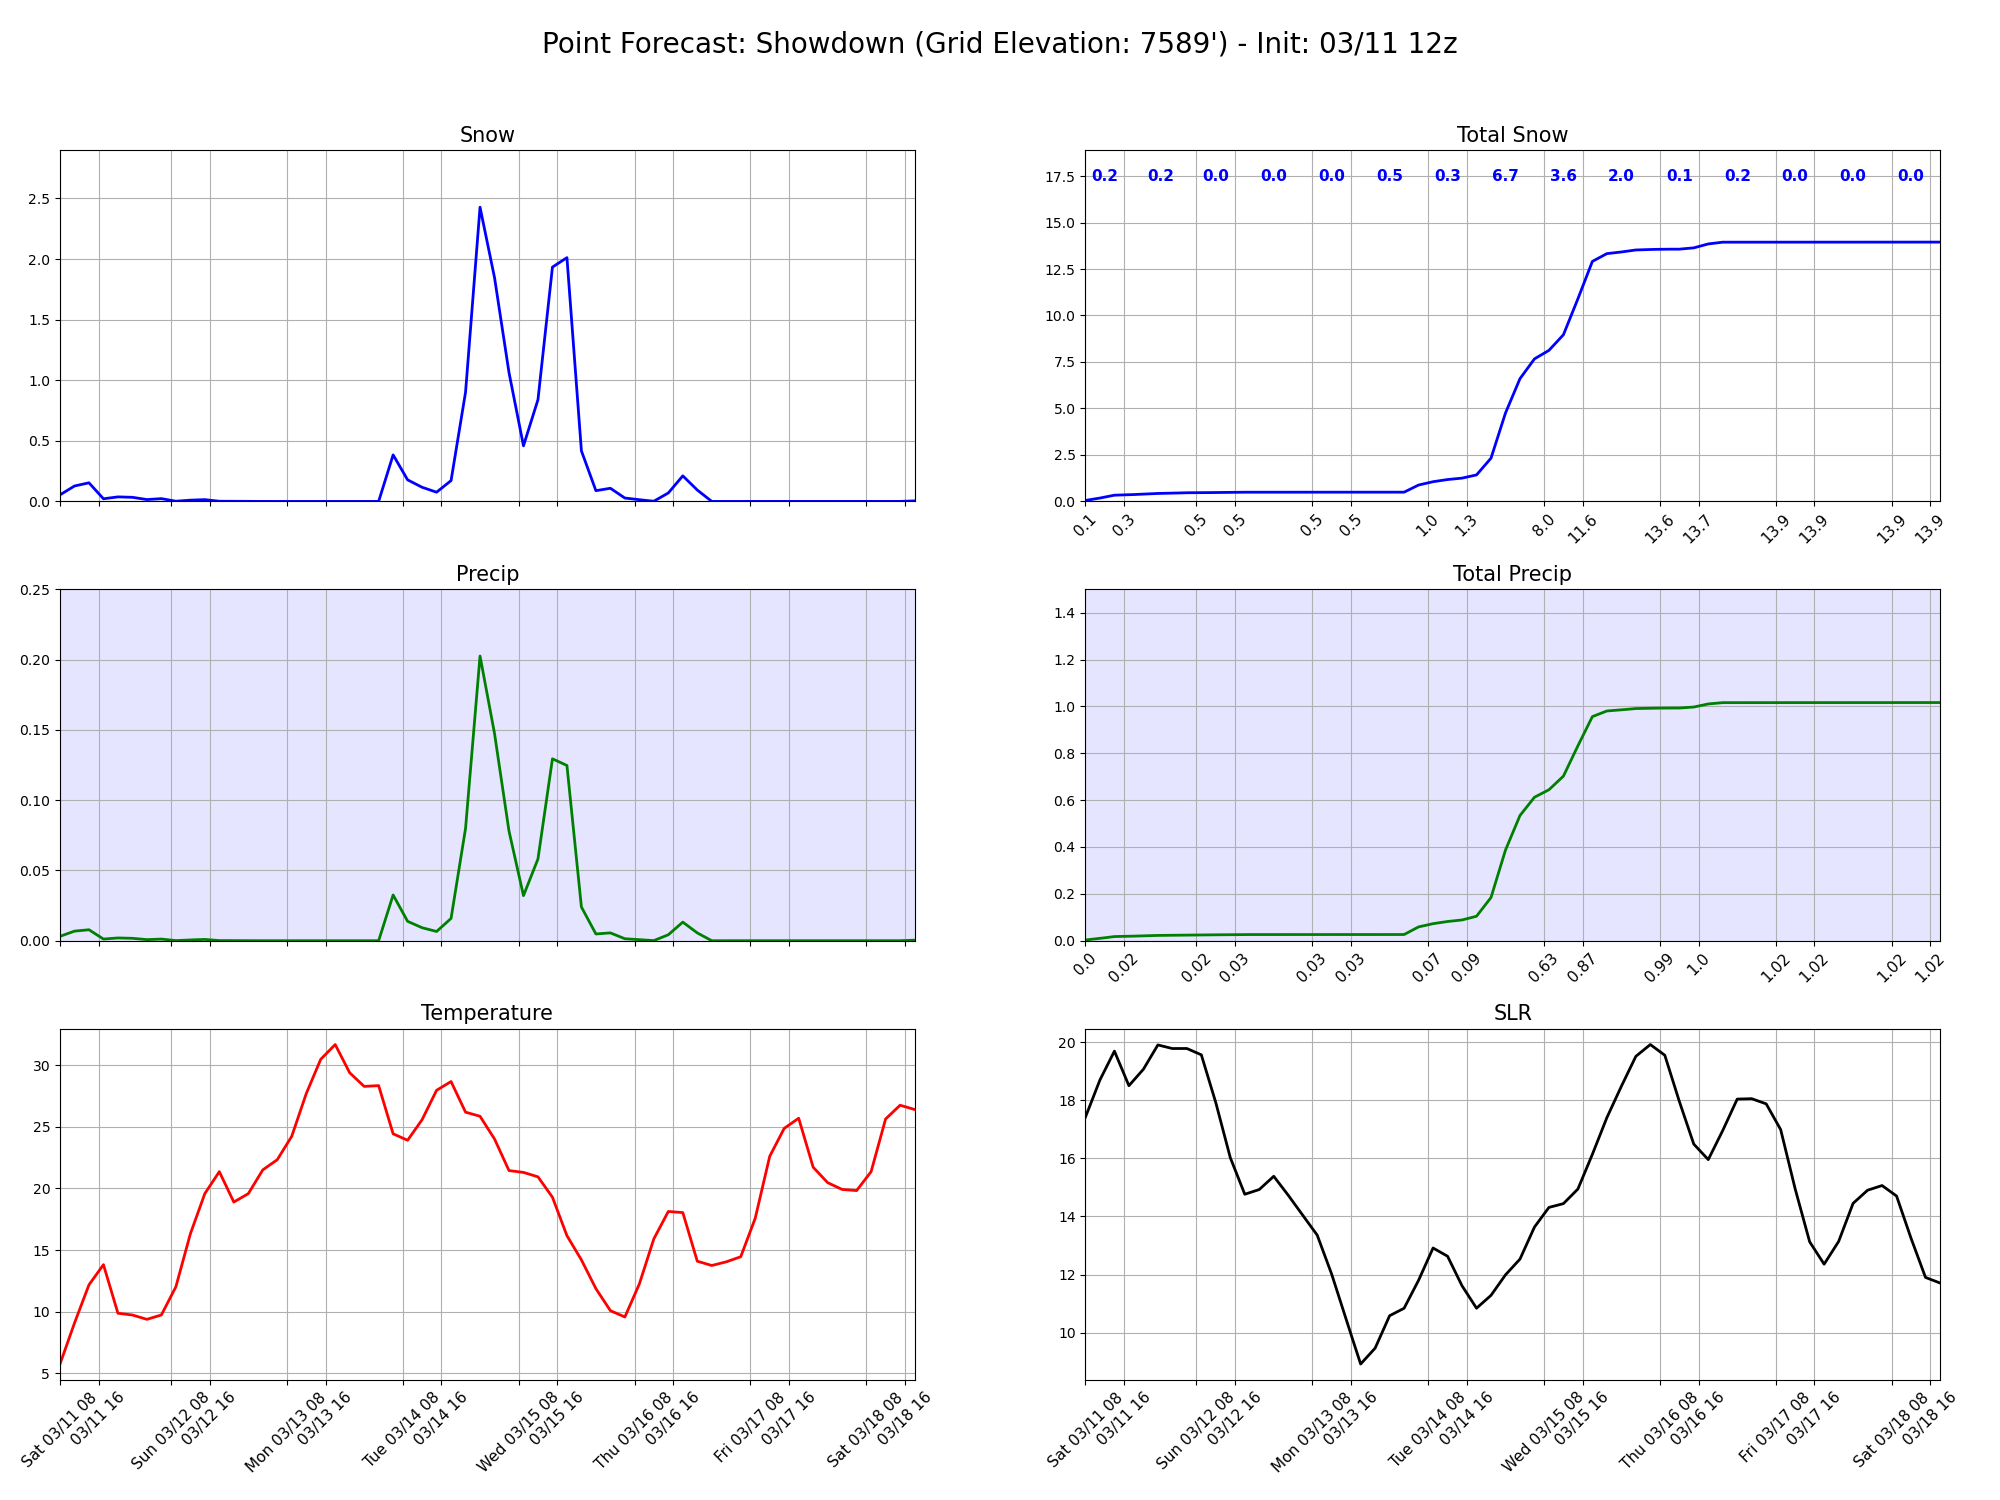 Point Forecast: Showdown (Grid Elevation: 7589') - Init: 03/11 12z
Snow
2.5
2.0
1.5
1.0
0.5
0.0
Total Snow
17.5
15.0
12.5
10.0
7.5
5.0
2.5
0.0
0.2 0.2 0.0 0.0 0.0 0.5 0.3 6.7 3.6 2.0 0.1 0.2 0.0 0.0 0.0
0.1 0.3 0.5 0.5 0.5 0.5 1.0 1.3 8.0 11.6 13.6 13.7 13.9 13.9 13.9 13.9
Precip
0.25
0.20
0.15
0.10
0.05
0.00
Total Precip
1.4
1.2
1.0
0.8
0.6
0.4
0.2
0.0
0.0 0.02 0.02 0.03 0.03 0.03 0.07 0.09 0.63 0.87 0.99 1.0 1.02 1.02 1.02 1.02
Temperature
30
25
20
15
10
5
Sat 03/11 08
03/11 16
Sun 03/12 08
03/12 16
Mon 03/13 08
03/13 16
Tue 03/14 08
03/14 16
Wed 03/15 08
03/15 16
Thu 03/16 08
03/16 16
Fri 03/17 08
03/17 16
Sat 03/18 08
03/18 16
SLR
20
18
16
14
12
10
Sat 03/11 08
03/11 16
Sun 03/12 08
03/12 16
Mon 03/13 08
03/13 16
Tue 03/14 08
03/14 16
Wed 03/15 08
03/15 16
Thu 03/16 08
03/16 16
Fri 03/17 08
03/17 16
Sat 03/18 08
03/18 16